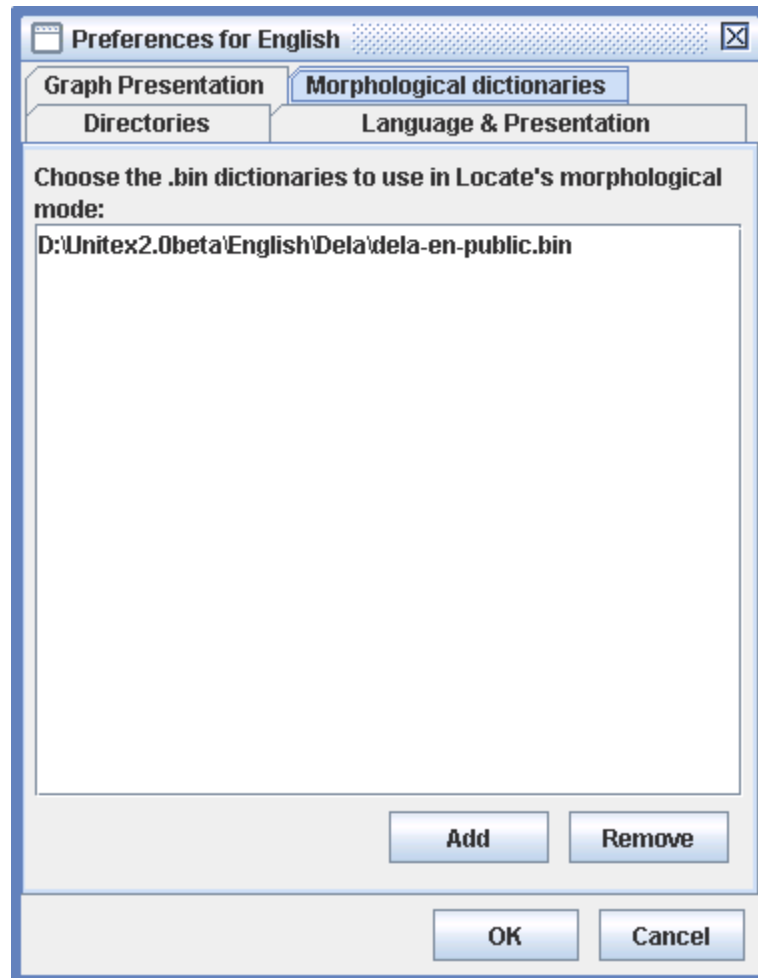 Preferences for English
Graph Presentation
Morphological dictionaries
Directories
Language & Presentation
Choose the .bin dictionaries to use in Locate's morphological
mode:
D:\Unitex2.0beta\English\Dela\dela-en-public.bin
Add
Remove
OK
Cancel